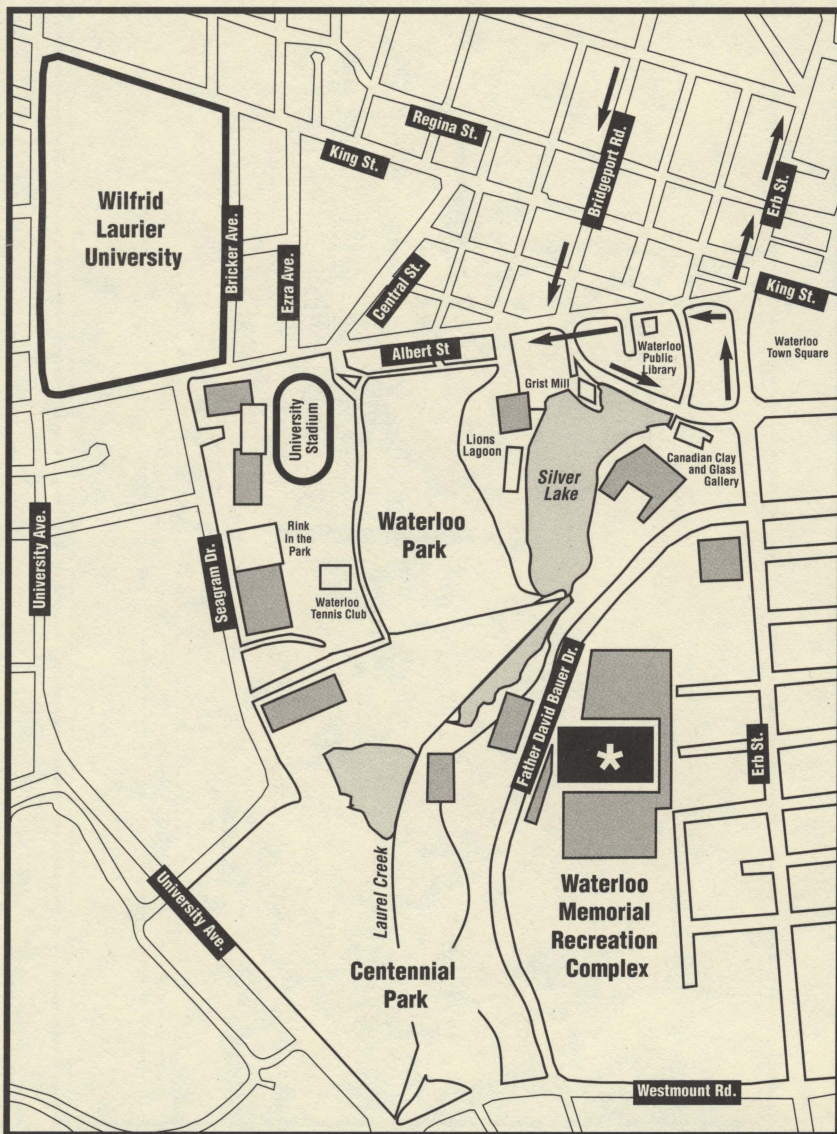 Regina St.
King St.
Bridgeport Rd.
Erb St.
Wilfrid
Laurier
University
Bricker Ave.
Ezra Ave.
Central St.
King St.
Albert St
Waterloo
Public
Library
Waterloo
Town Square
Grist Mill
University
Stadium
Lions
Lagoon
Silver
Lake
Canadian Clay
and Glass
Gallery
University Ave.
Seagram Dr.
Rink
In the
Park
Waterloo
Park
Waterloo
Tennis Club
Father David Bauer Dr.
*
Erb St.
University Ave.
Laurel Creek
Waterloo
Memorial
Recreation
Complex
Centennial
Park
Westmount Rd.